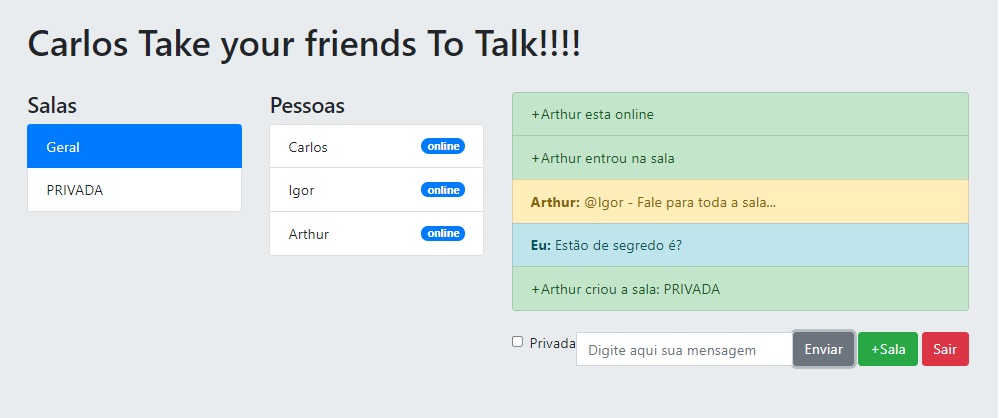 Carlos Take your friends To Talk!!!!
Salas
Geral
PRIVADA
Pessoas
Carlos online
Igor online
Arthur online
+Arthur esta online
+Arthur entrou na sala
Arthur: @Igor - Fale para toda a sala...
Eu: Estão de segredo é?
+Arthur criou a sala: PRIVADA
Privada Digite aqui sua mensagem Enviar +Sala Sair